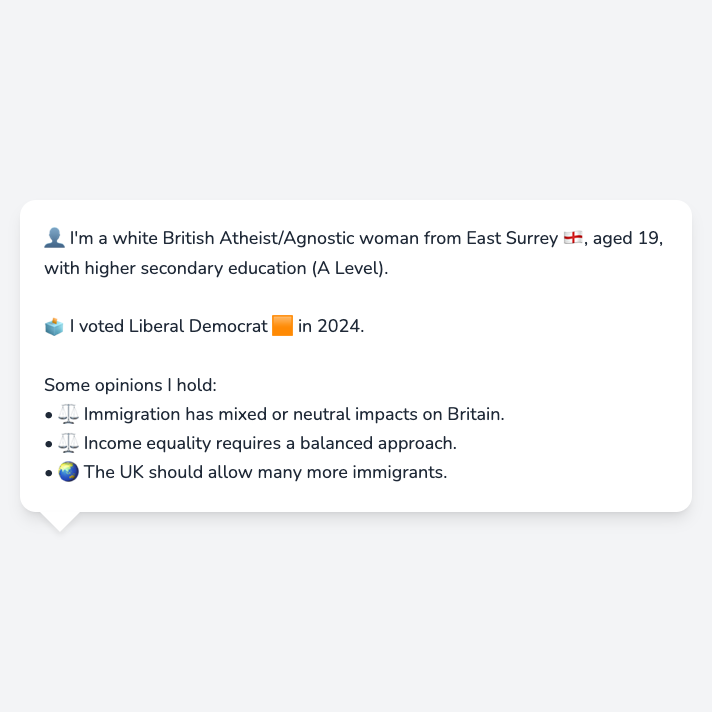 👤 I'm a white British Atheist/Agnostic woman from East Surrey 🏴󠁧󠁢󠁥󠁮󠁧󠁿, aged 19,
with higher secondary education (A Level).
🗳️ I voted Liberal Democrat 🟧 in 2024.
Some opinions I hold:
• ⚖️ Immigration has mixed or neutral impacts on Britain.
• ⚖️ Income equality requires a balanced approach.
• 🌏 The UK should allow many more immigrants.